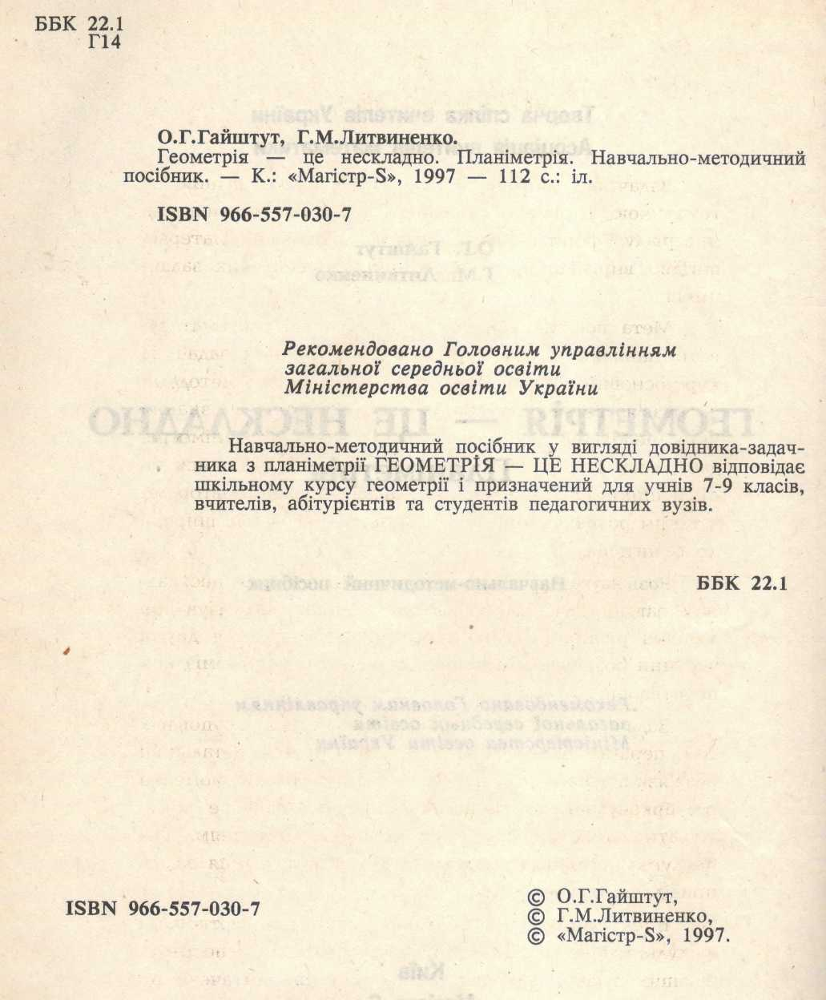 ББК 22.1
Г14
О.Г.Гайштут, Г.М.Литвиненко.
Геометрія — це нескладно. Планіметрія. Навчально-методичний
посібник. — К.: «Магістр-S», 1997 — 112 с.: іл.
ISBN 966-557-030-7
Рекомендовано Головним управлінням
загальної середньої освіти
Міністерства освіти України
Навчально-методичний посібник у вигляді довідника-задач-
ника з планіметрії ГЕОМЕТРІЯ — ЦЕ НЕСКЛАДНО відповідає
шкільному курсу геометрії і призначений для учнів 7-9 класів,
вчителів, абітурієнтів та студентів педагогичних вузів.
ББК 22.1
ISBN 966-557-030-7
© О.Г.Гайштут,
© Г.М.Литвиненко,
© «Магістр-S», 1997.